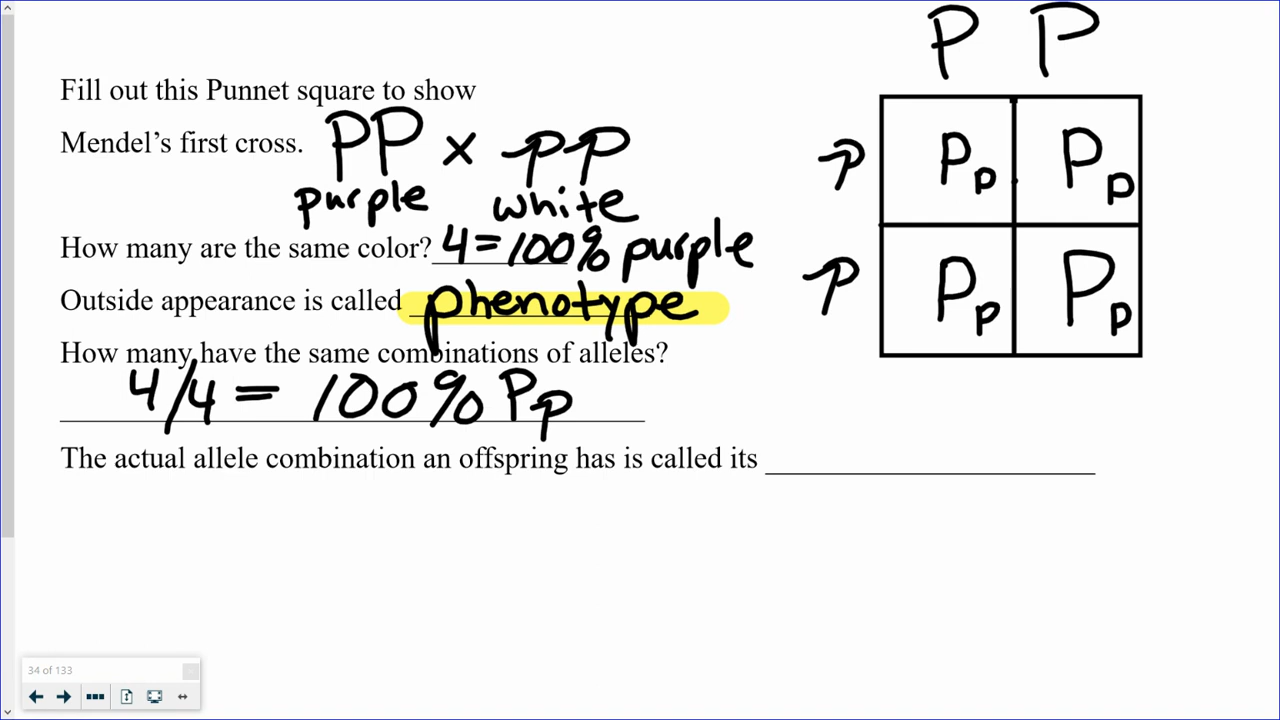 P P
Fill out this Punnet square to show
Mendel's first cross. PP x pp
purple white
p Pp Pp
How many are the same color? 4=100% purple
p Pp Pp
Outside appearance is called phenotype
How many have the same combinations of alleles?
4/4 = 100% Pp
The actual allele combination an offspring has is called its
34 of 133